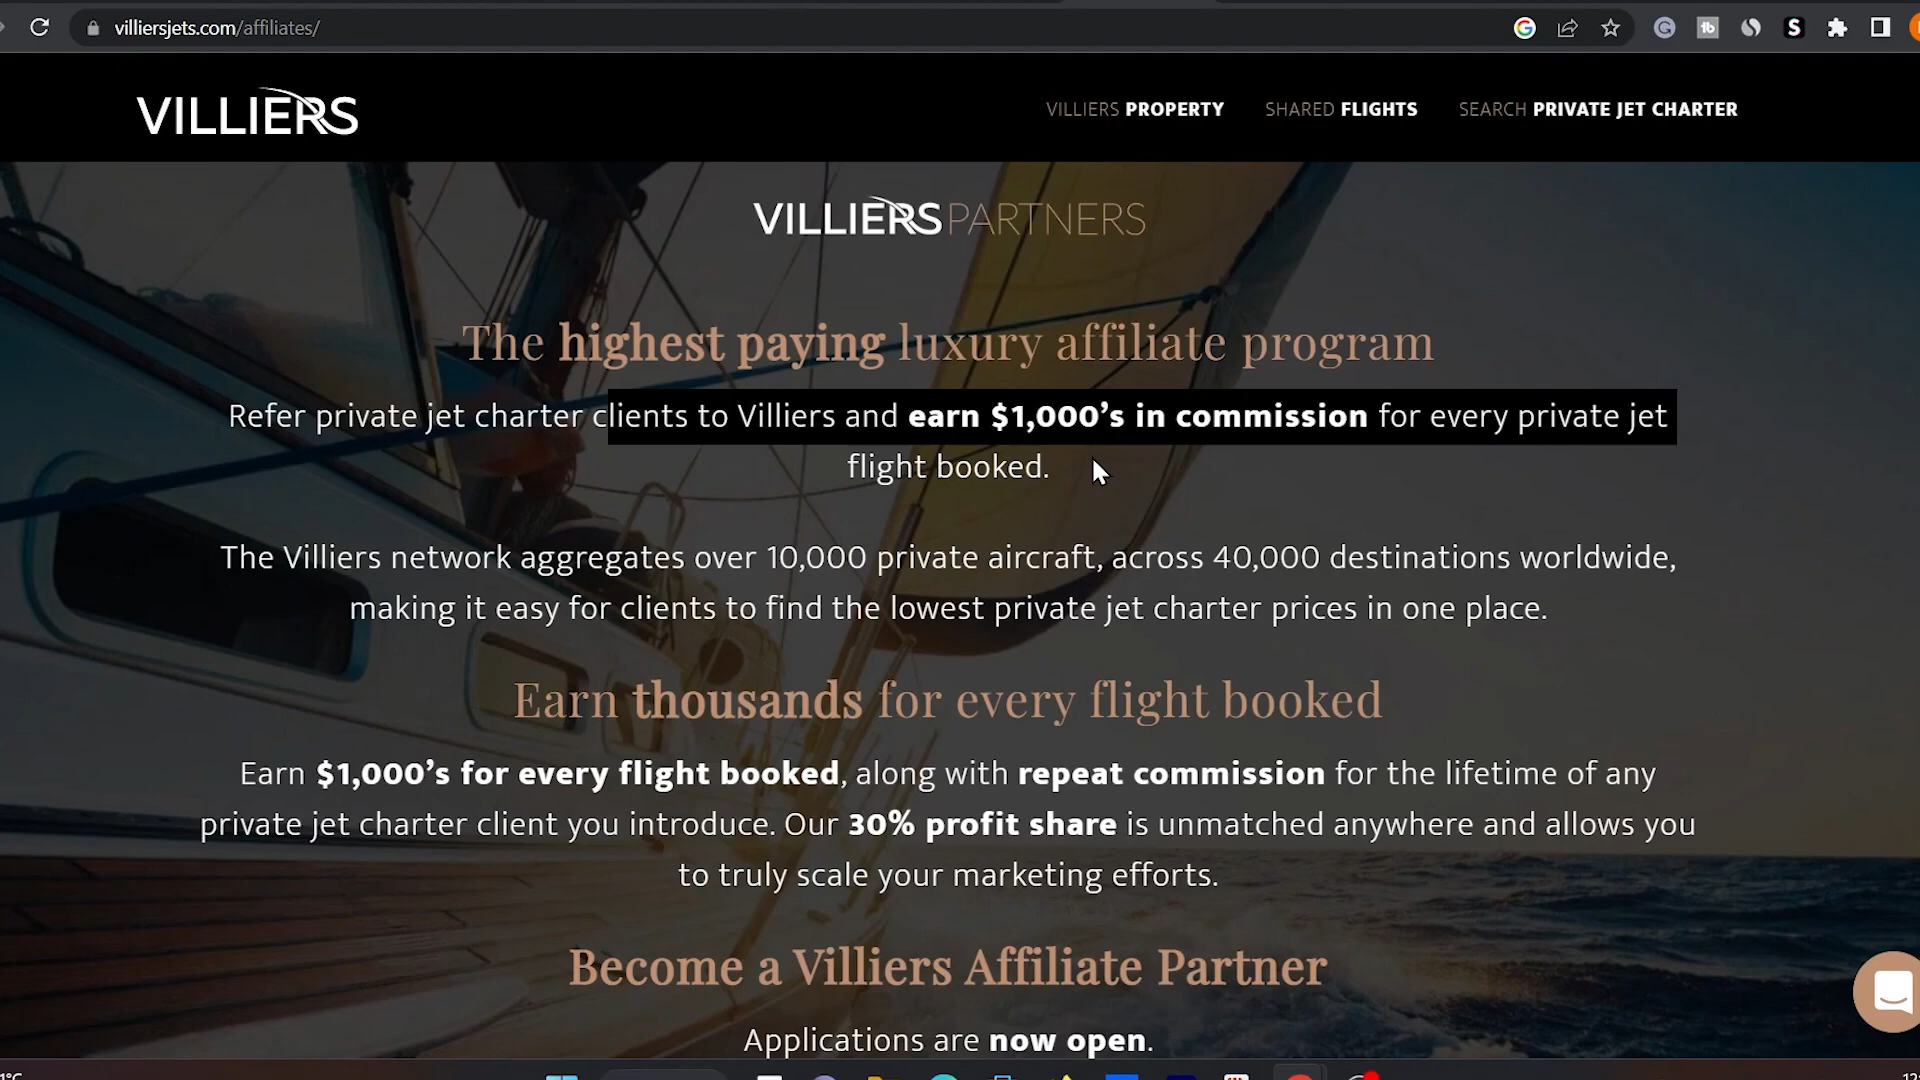 villiersjets.com/affiliates/
VILLIERS
VILLIERS PROPERTY
SHARED FLIGHTS
SEARCH PRIVATE JET CHARTER
VILLIERS PARTNERS
The highest paying luxury affiliate program
Refer private jet charter clients to Villiers and earn $1,000’s in commission for every private jet
flight booked.
The Villiers network aggregates over 10,000 private aircraft, across 40,000 destinations worldwide,
making it easy for clients to find the lowest private jet charter prices in one place.
Earn thousands for every flight booked
Earn $1,000’s for every flight booked, along with repeat commission for the lifetime of any
private jet charter client you introduce. Our 30% profit share is unmatched anywhere and allows you
to truly scale your marketing efforts.
Become a Villiers Affiliate Partner
Applications are now open.